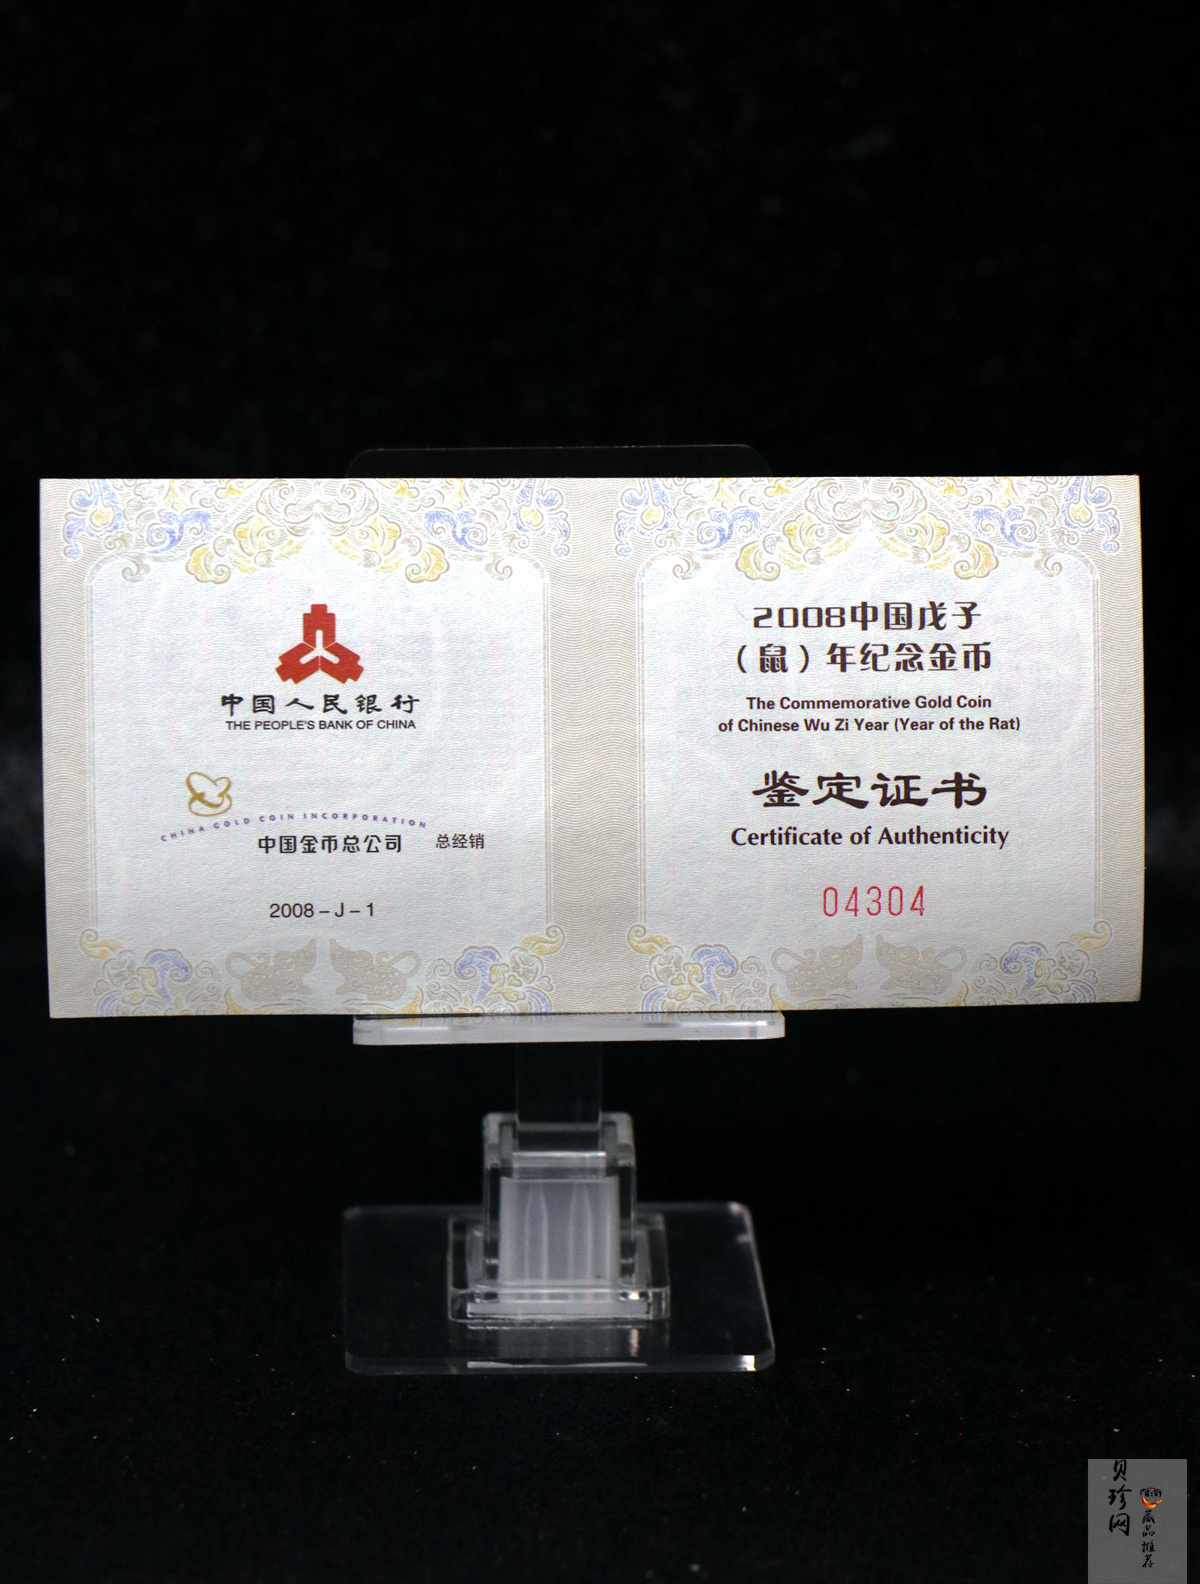 中国人民银行
THE PEOPLE'S BANK OF CHINA
CHINA GOLD COIN INCORPORATION
中国金币总公司 总经销
2008 – J – 1
2008中国戊子
（鼠）年纪念金币
The Commemorative Gold Coin
of Chinese Wu Zi Year (Year of the Rat)
鉴定证书
Certificate of Authenticity
04304
贝珍网
藏品推荐